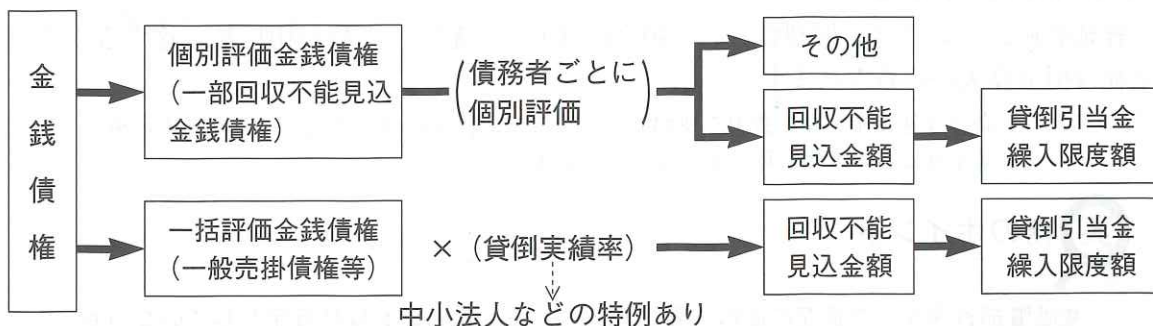 金銭債権
個別評価金銭債権
（一部回収不能見込
金銭債権）
（債務者ごとに
個別評価）
その他
回収不能
見込金額
貸倒引当金
繰入限度額
一括評価金銭債権
（一般売掛債権等）
×（貸倒実績率）
回収不能
見込金額
貸倒引当金
繰入限度額
中小法人などの特例あり